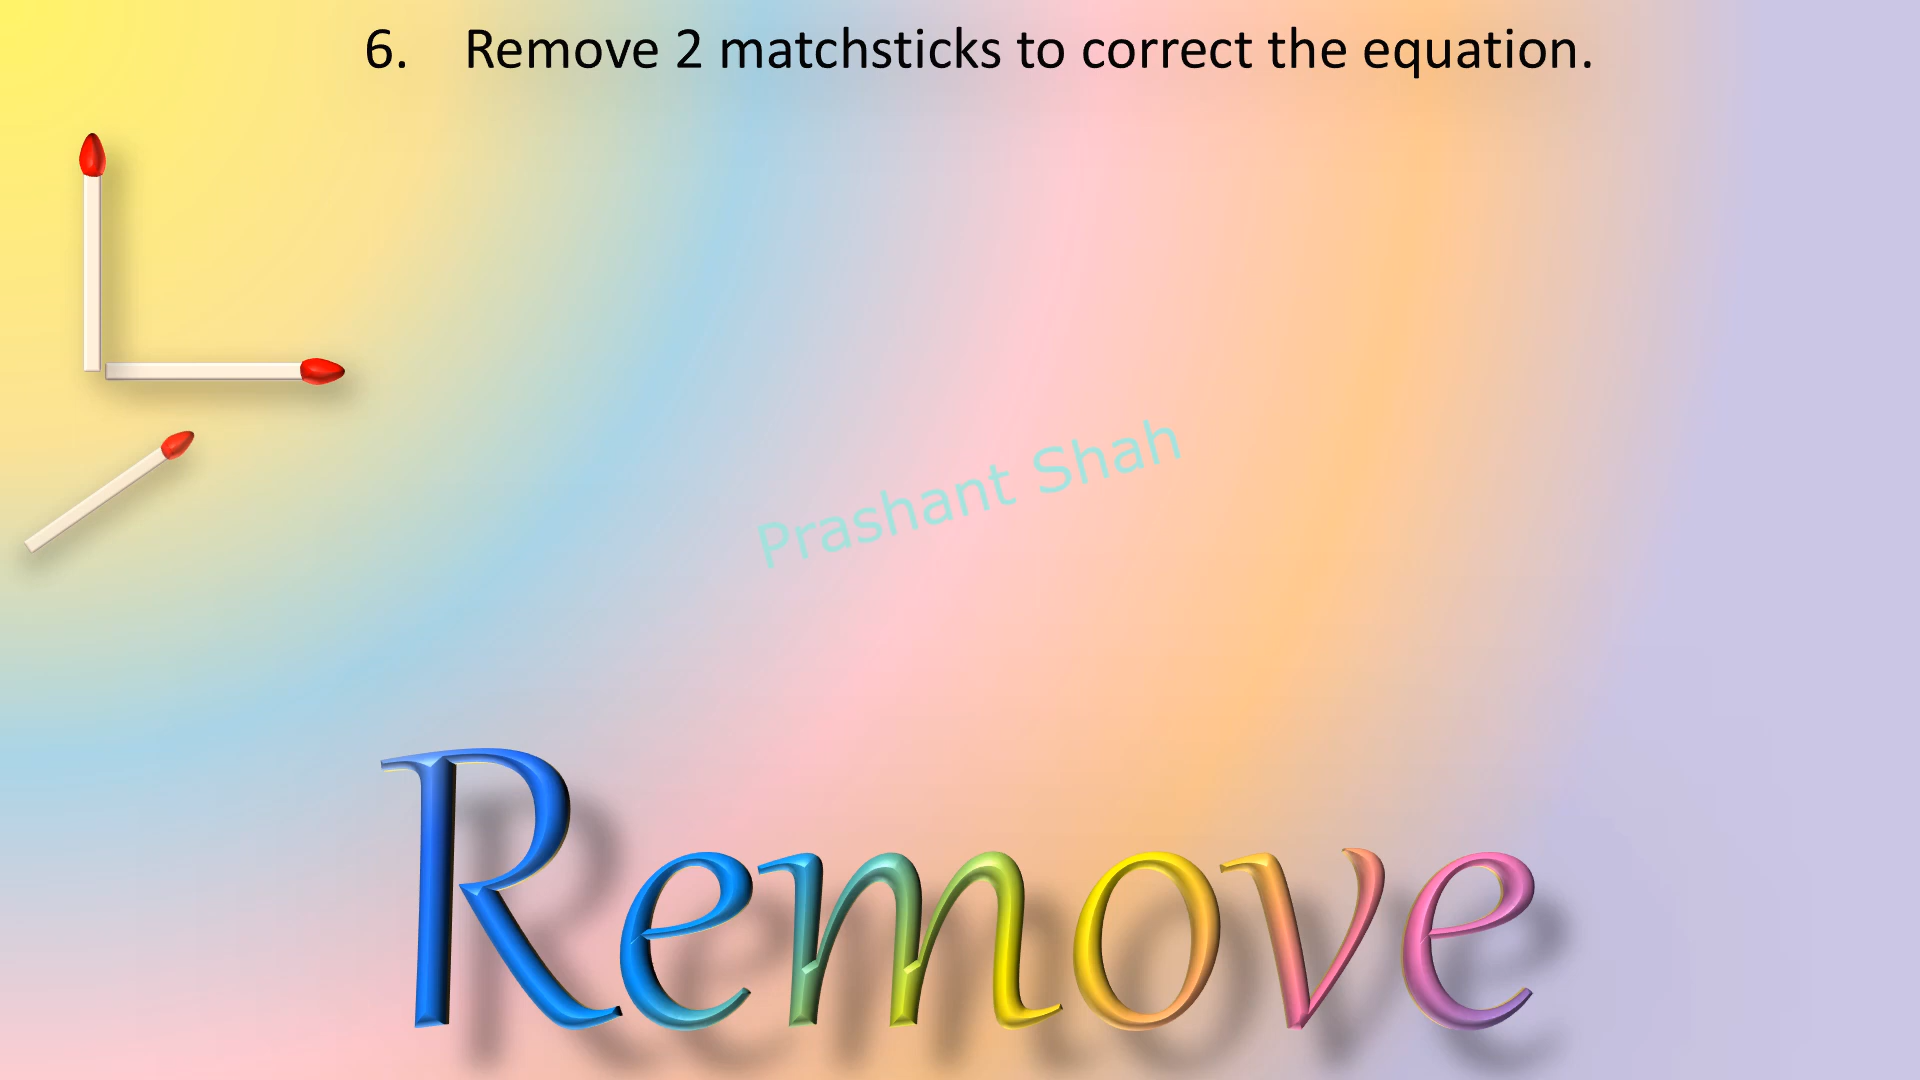 6. Remove 2 matchsticks to correct the equation.
Prashant Shah
Remove